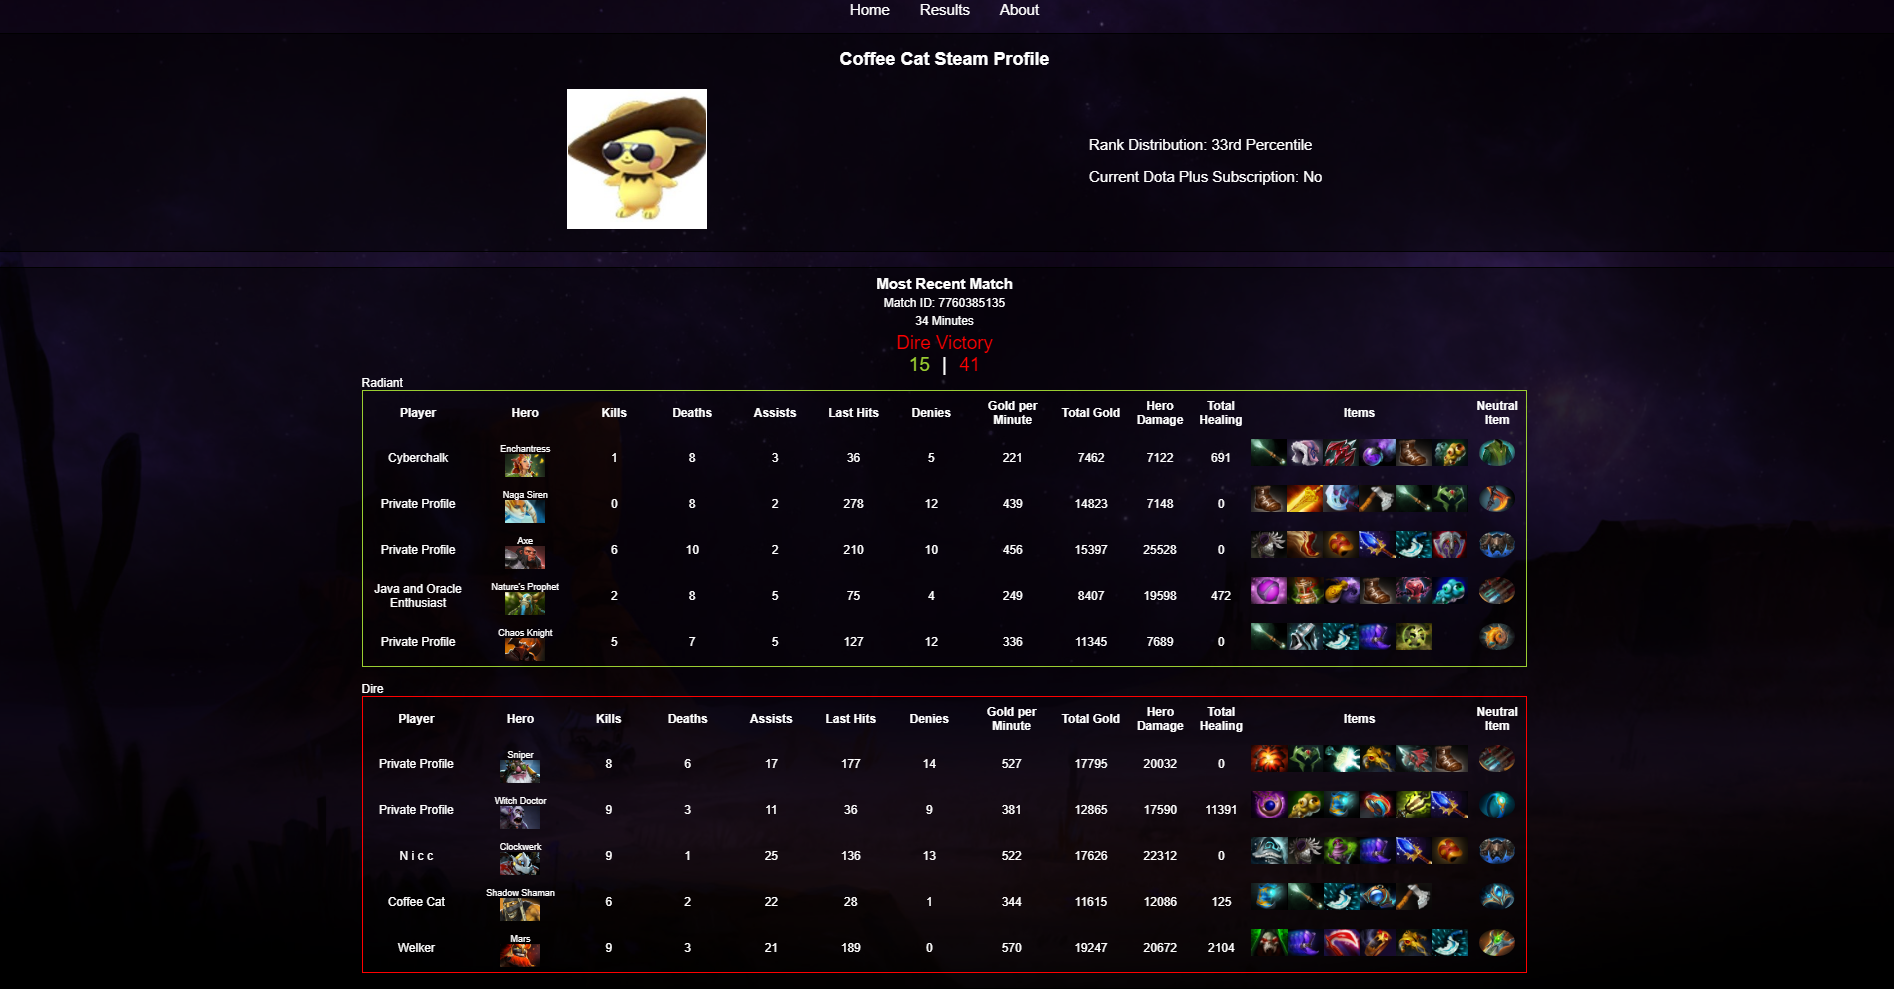 Home Results About
Coffee Cat Steam Profile
Rank Distribution: 33rd Percentile
Current Dota Plus Subscription: No
Most Recent Match
Match ID: 7760385135
34 Minutes
Dire Victory
15 | 41
Radiant
Player Hero Kills Deaths Assists Last Hits Denies Gold per Minute Total Gold Hero Damage Total Healing Items Neutral Item
Cyberchalk Enchantress 1 8 3 36 5 221 7462 7122 691
Private Profile Naga Siren 0 8 2 278 12 439 14823 7148 0
Private Profile Axe 6 10 2 210 10 456 15397 25528 0
Java and Oracle Enthusiast Nature's Prophet 2 8 5 75 4 249 8407 19598 472
Private Profile Chaos Knight 5 7 5 127 12 336 11345 7689 0
Dire
Player Hero Kills Deaths Assists Last Hits Denies Gold per Minute Total Gold Hero Damage Total Healing Items Neutral Item
Private Profile Sniper 8 6 17 177 14 527 17795 20032 0
Private Profile Witch Doctor 9 3 11 36 9 381 12865 17590 11391
N i c c Clockwerk 9 1 25 136 13 522 17626 22312 0
Coffee Cat Shadow Shaman 6 2 22 28 1 344 11615 12086 125
Welker Mars 9 3 21 189 0 570 19247 20672 2104